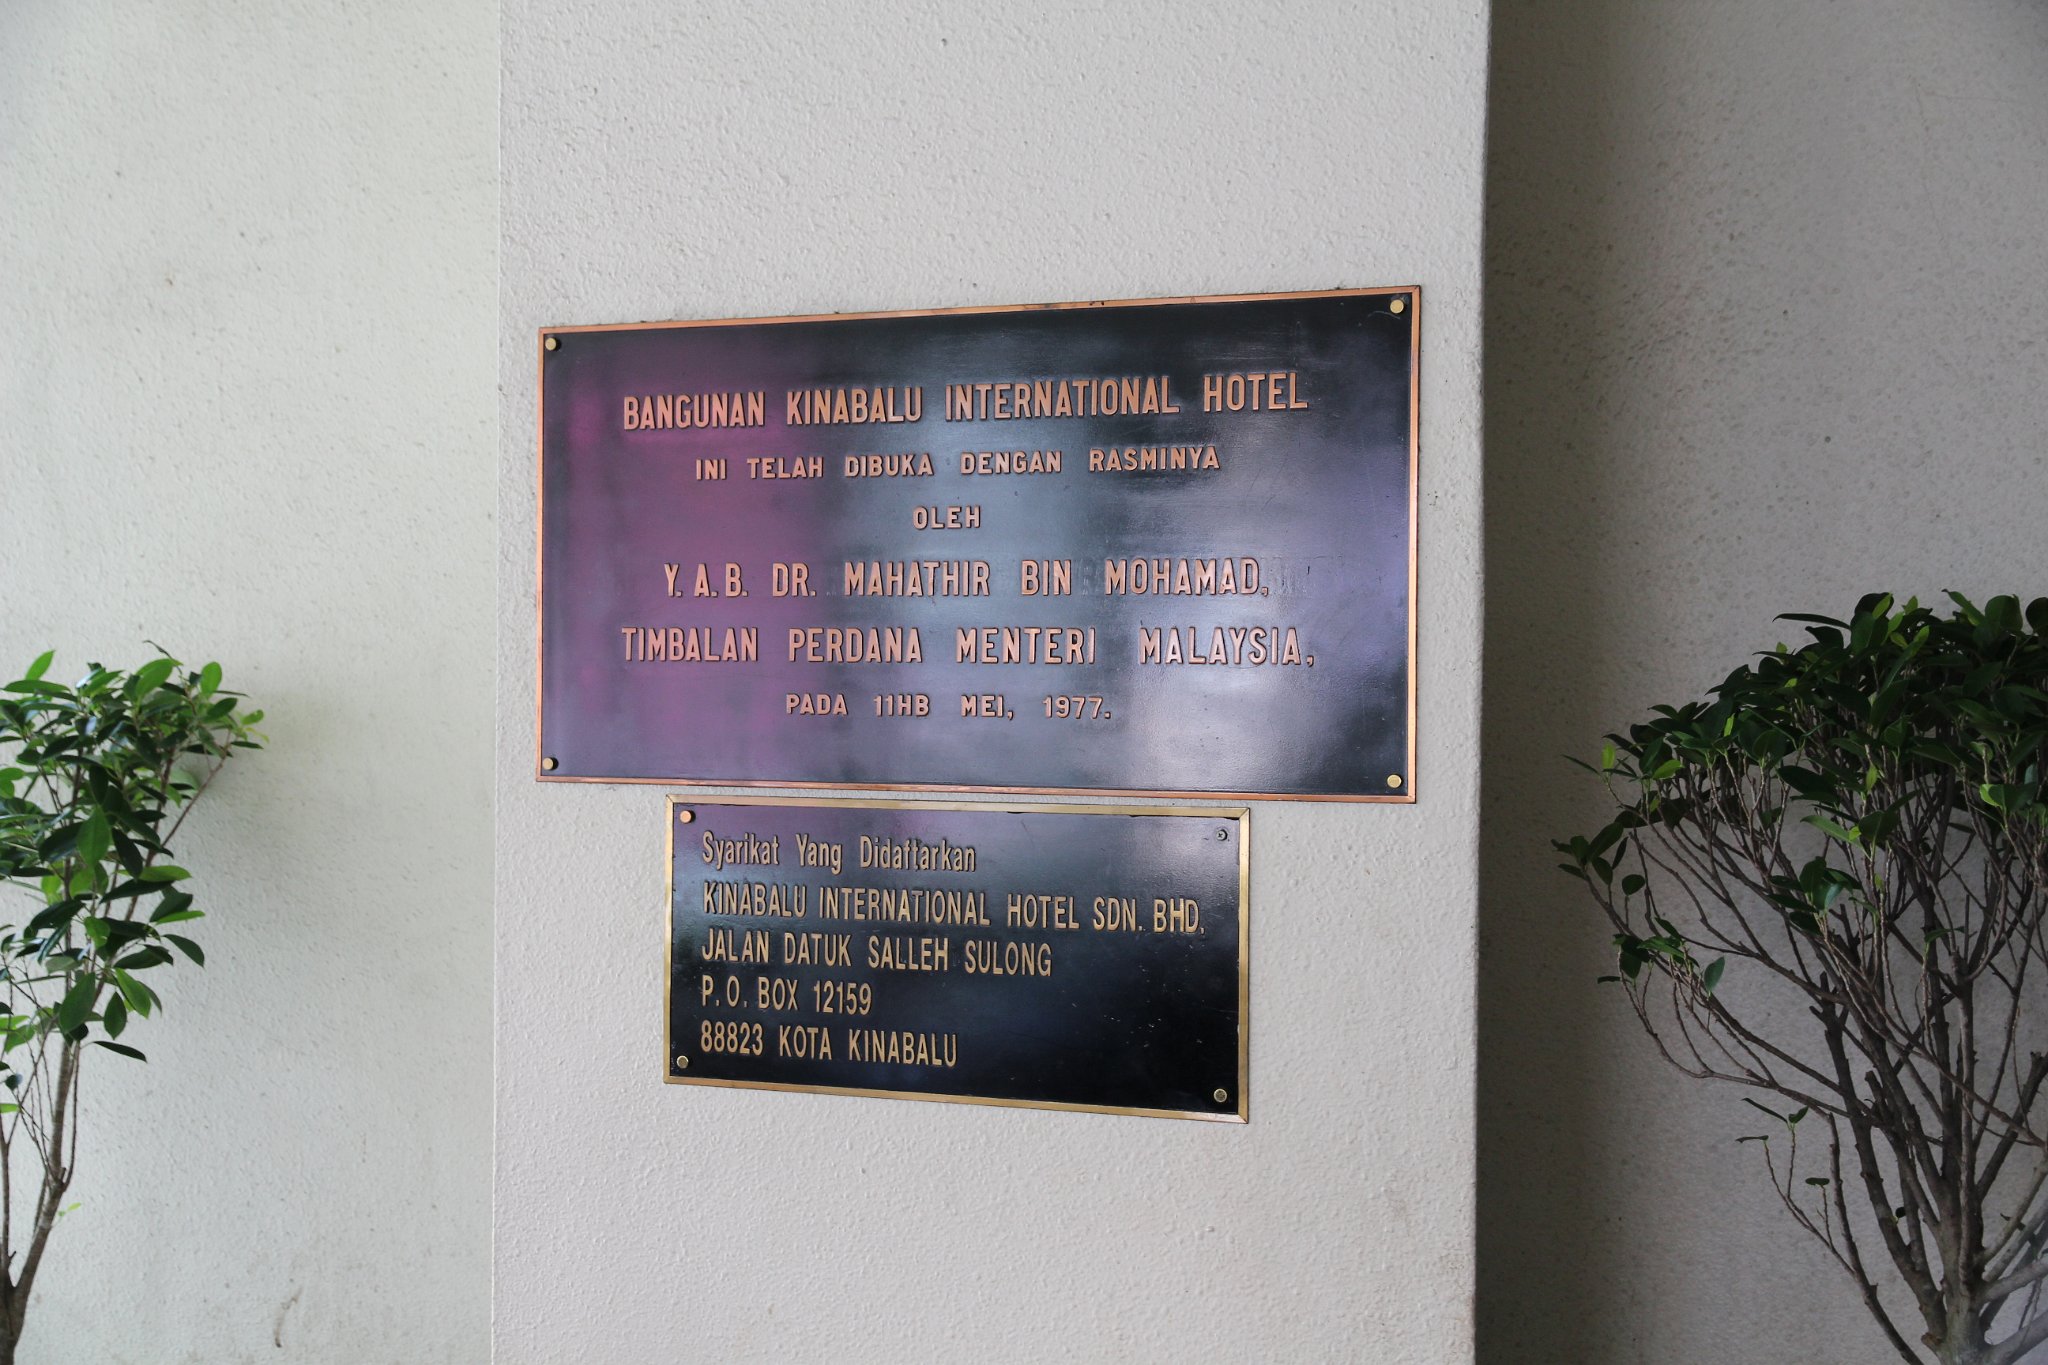 BANGUNAN KINABALU INTERNATIONAL HOTEL
INI TELAH DIBUKA DENGAN RASMINYA
OLEH
Y.A.B. DR. MAHATHIR BIN MOHAMAD,
TIMBALAN PERDANA MENTERI MALAYSIA,
PADA 11HB MEI, 1977.
Syarikat Yang Didaftarkan
KINABALU INTERNATIONAL HOTEL SDN. BHD,
JALAN DATUK SALLEH SULONG
P.O. BOX 12159
88823 KOTA KINABALU